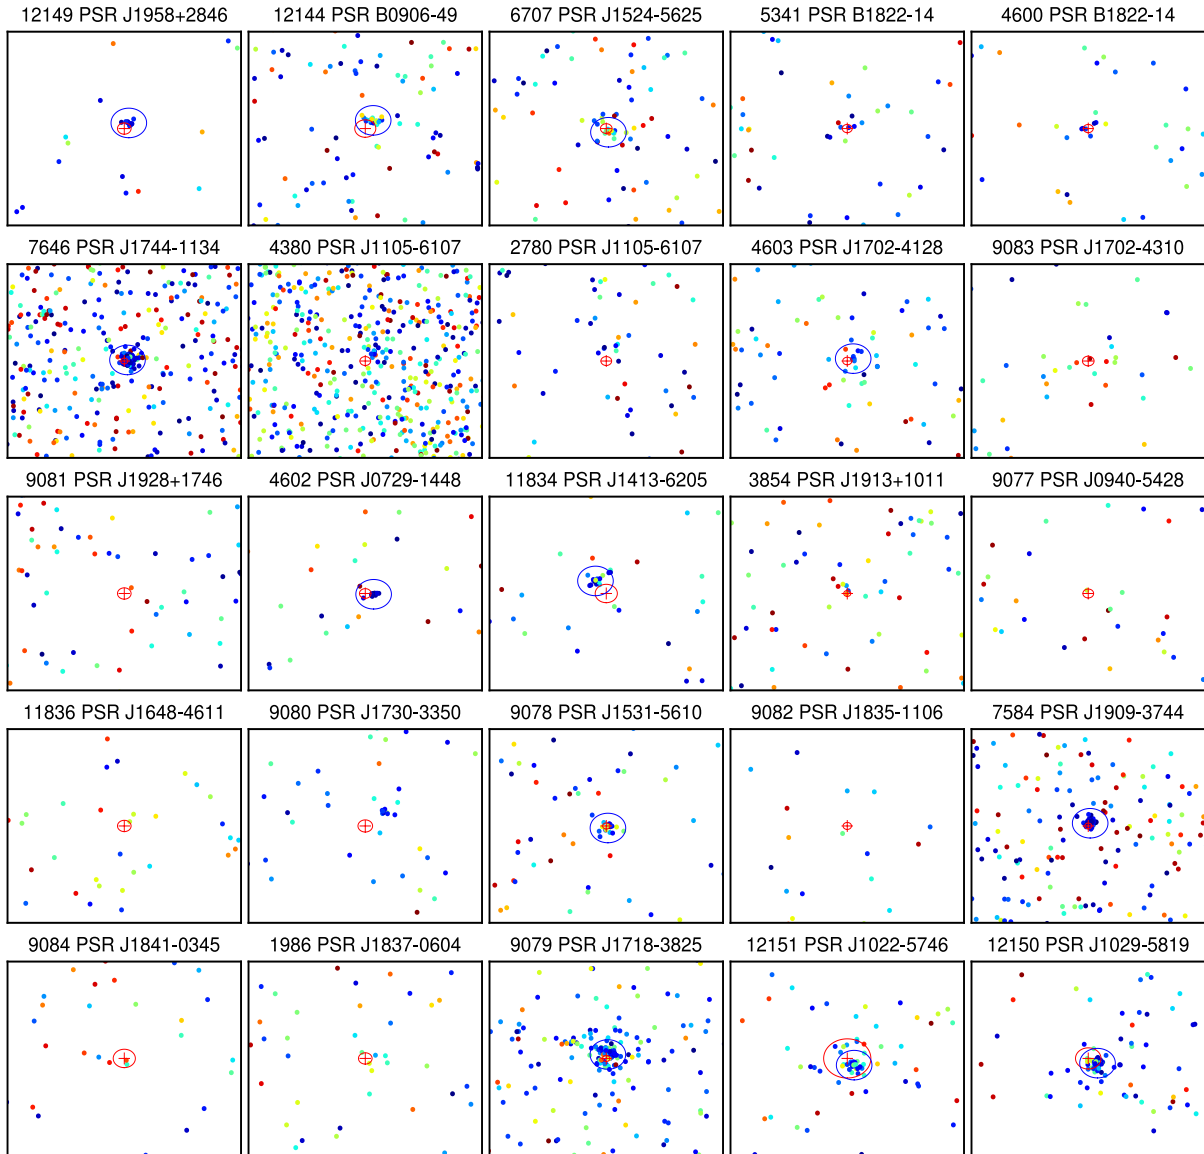 12149 PSR J1958+2846
12144 PSR B0906-49
6707 PSR J1524-5625
5341 PSR B1822-14
4600 PSR B1822-14
7646 PSR J1744-1134
4380 PSR J1105-6107
2780 PSR J1105-6107
4603 PSR J1702-4128
9083 PSR J1702-4310
9081 PSR J1928+1746
4602 PSR J0729-1448
11834 PSR J1413-6205
3854 PSR J1913+1011
9077 PSR J0940-5428
11836 PSR J1648-4611
9080 PSR J1730-3350
9078 PSR J1531-5610
9082 PSR J1835-1106
7584 PSR J1909-3744
9084 PSR J1841-0345
1986 PSR J1837-0604
9079 PSR J1718-3825
12151 PSR J1022-5746
12150 PSR J1029-5819